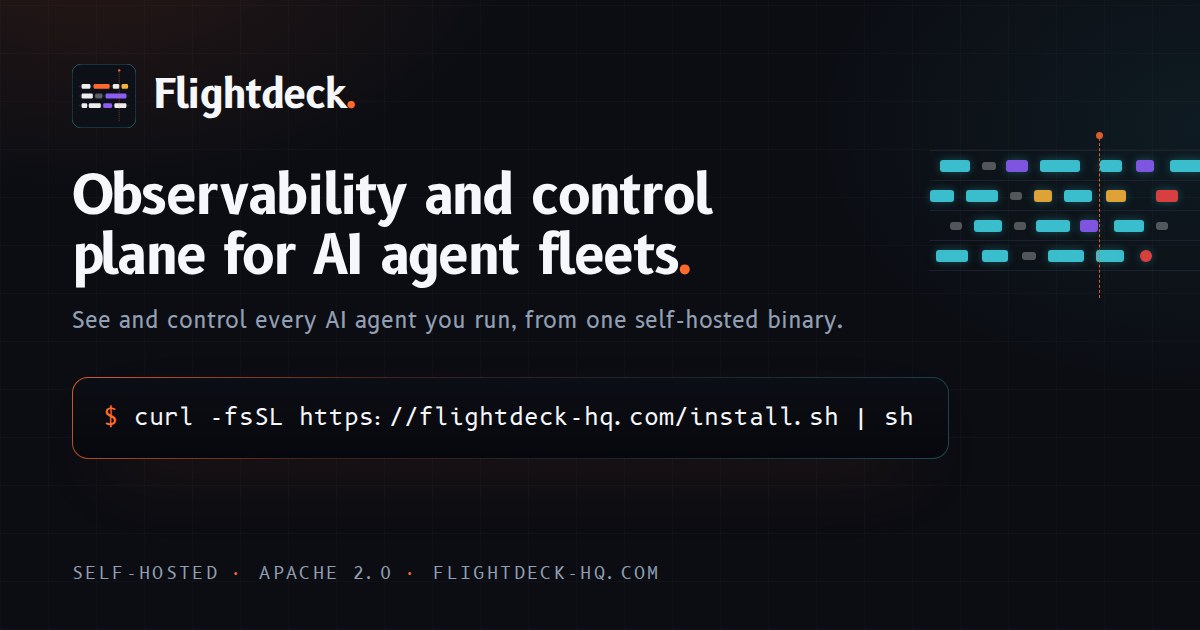 Flightdeck.
Observability and control
plane for AI agent fleets.
See and control every AI agent you run, from one self-hosted binary.
$ curl -fsSL https://flightdeck-hq.com/install.sh | sh
SELF-HOSTED · APACHE 2.0 · FLIGHTDECK-HQ.COM